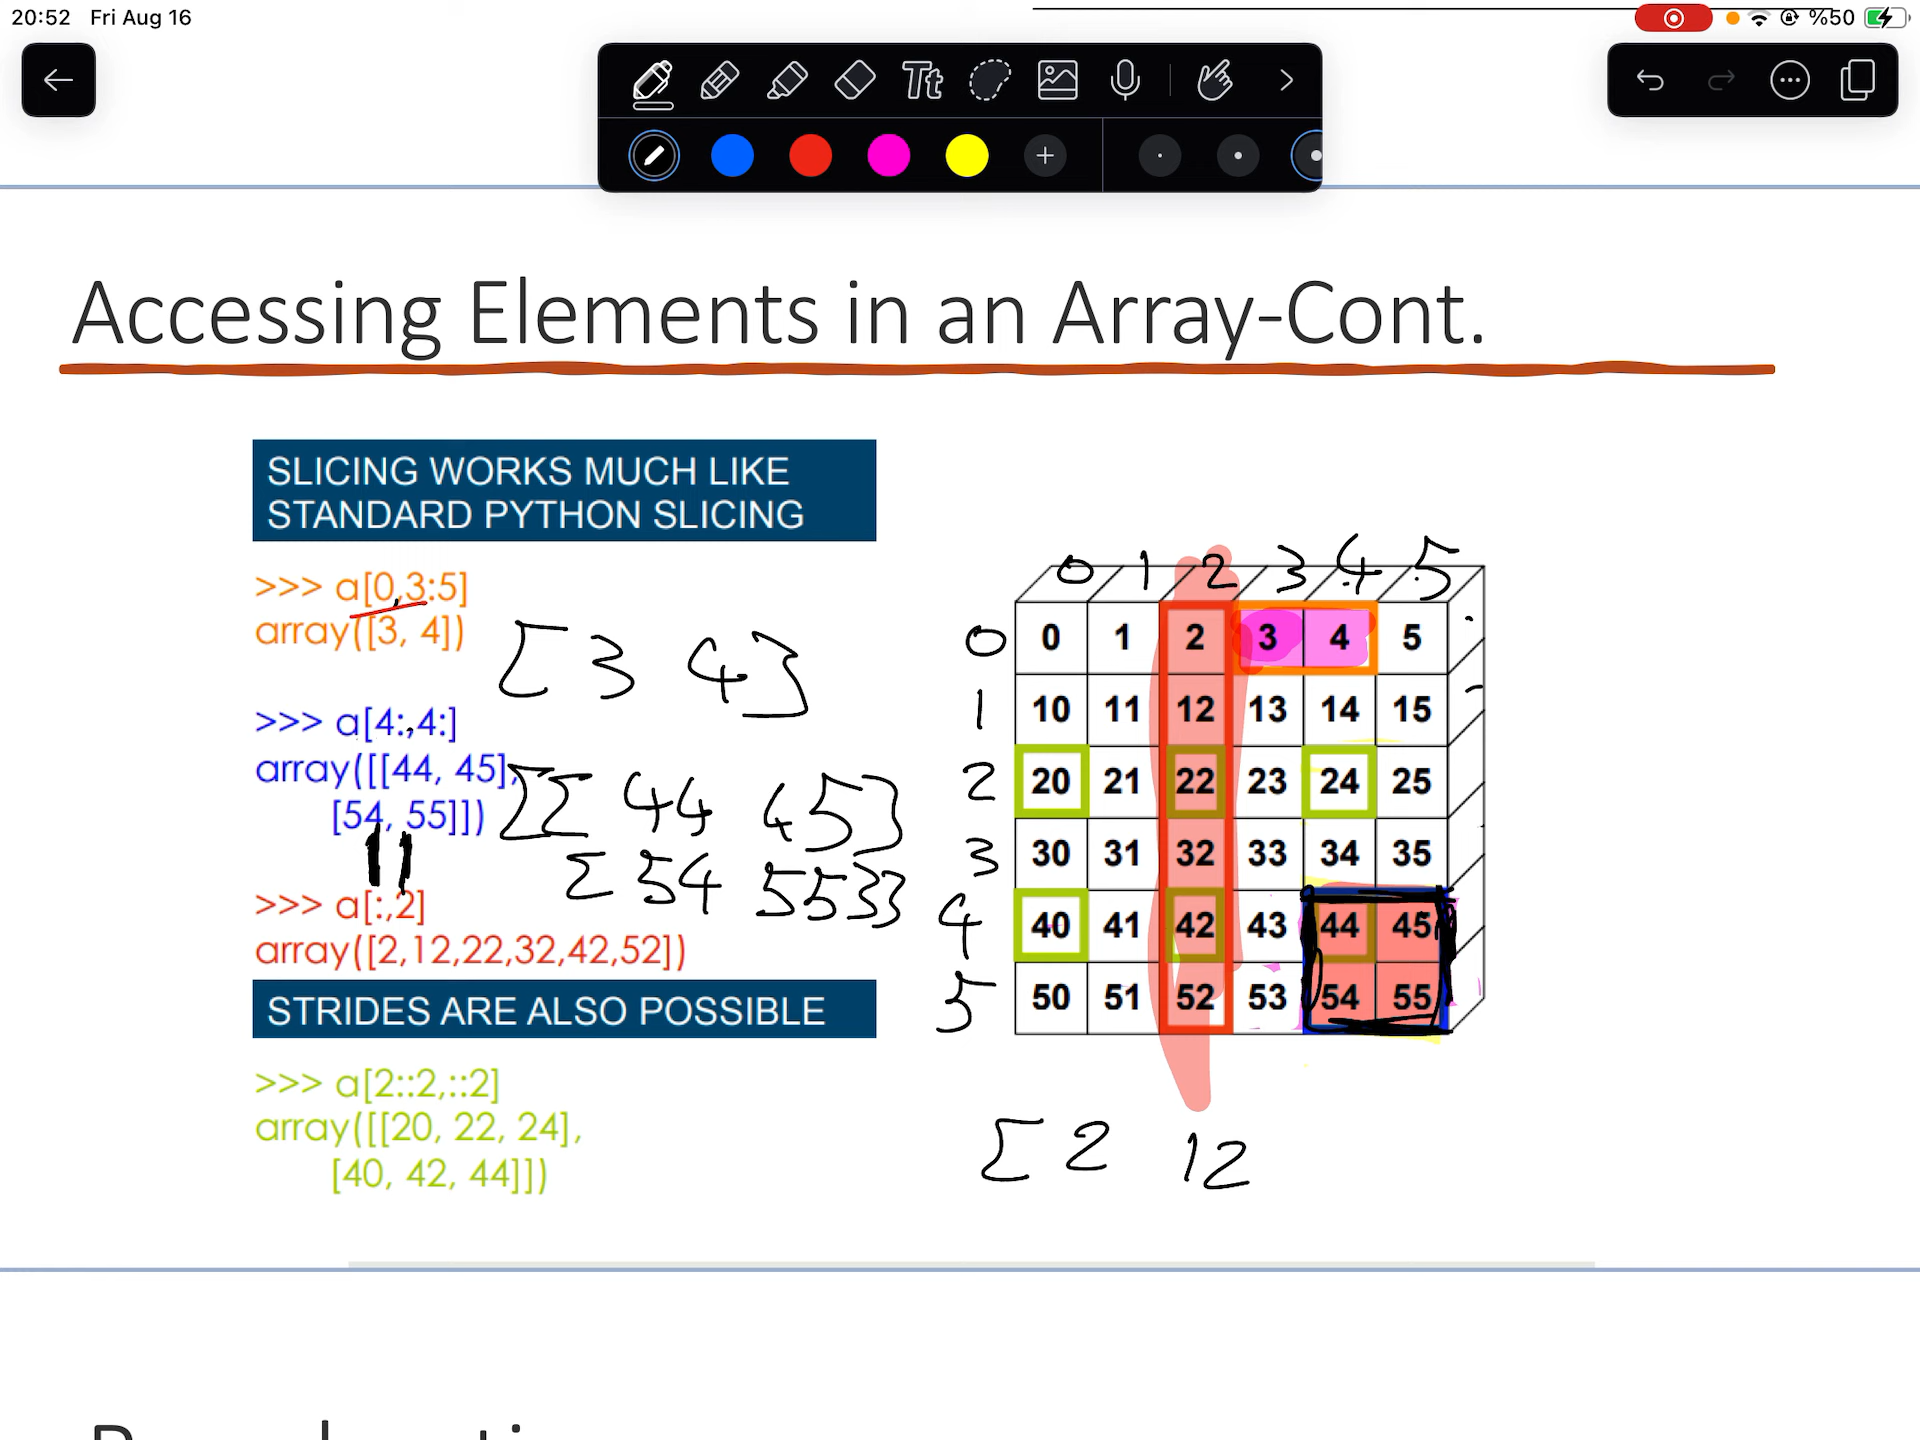 20:52 Fri Aug 16
%50
Tt
Accessing Elements in an Array-Cont.
SLICING WORKS MUCH LIKE
STANDARD PYTHON SLICING
>>> a[0,3:5]
array([3, 4])
[3 4]
>>> a[4:,4:]
array([[44, 45],
[54, 55]])
[[44 45]
[54 55]]
>>> a[:,2]
array([2,12,22,32,42,52])
STRIDES ARE ALSO POSSIBLE
>>> a[2::2,::2]
array([[20, 22, 24],
[40, 42, 44]])
0 1 2 3 4 5
0 0 1 2 3 4 5
1 10 11 12 13 14 15
2 20 21 22 23 24 25
3 30 31 32 33 34 35
4 40 41 42 43 44 45
5 50 51 52 53 54 55
[2 12